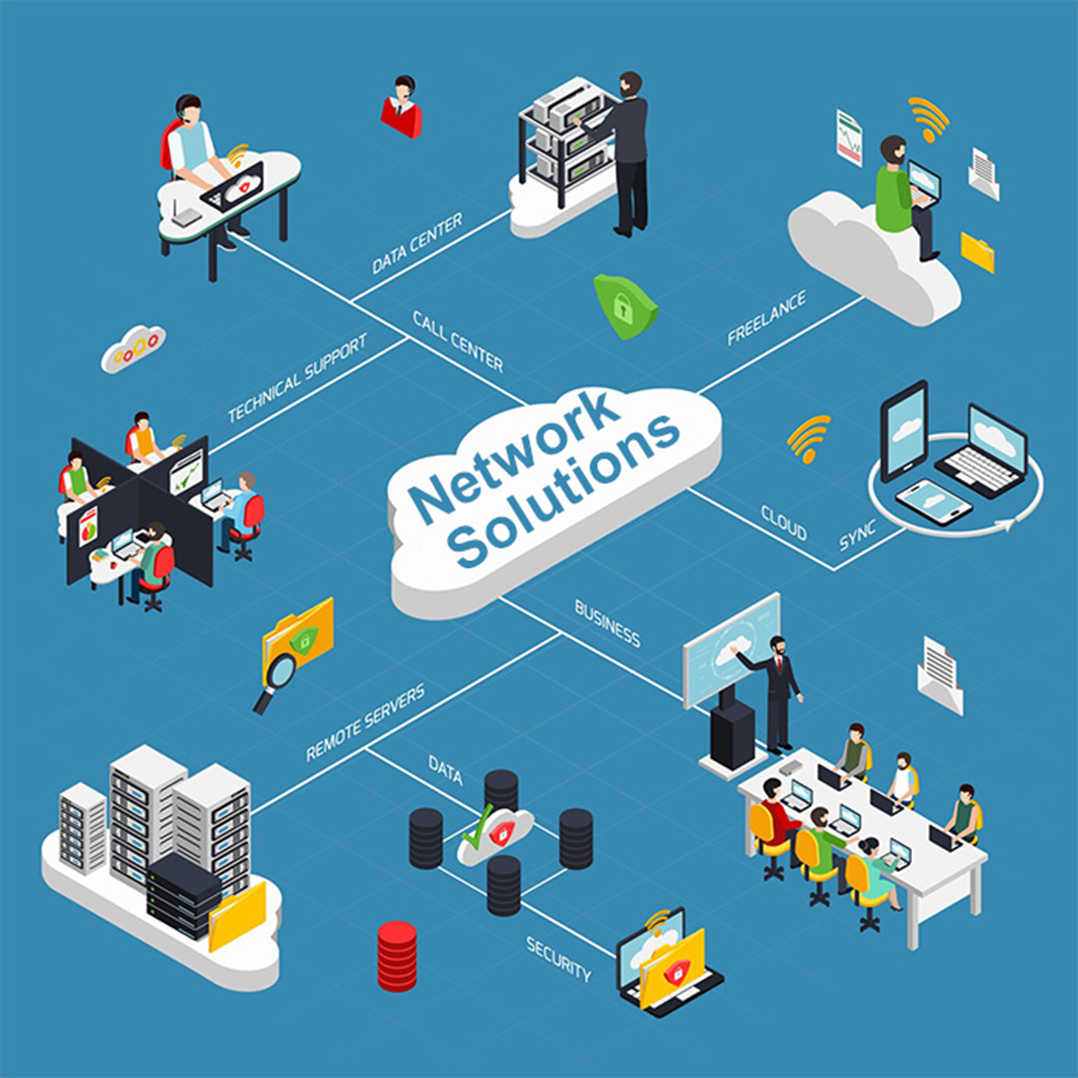 DATA CENTER
CALL CENTER
FREELANCE
TECHNICAL SUPPORT
Network
Solutions
CLOUD
SYNC
BUSINESS
REMOTE SERVERS
DATA
SECURITY